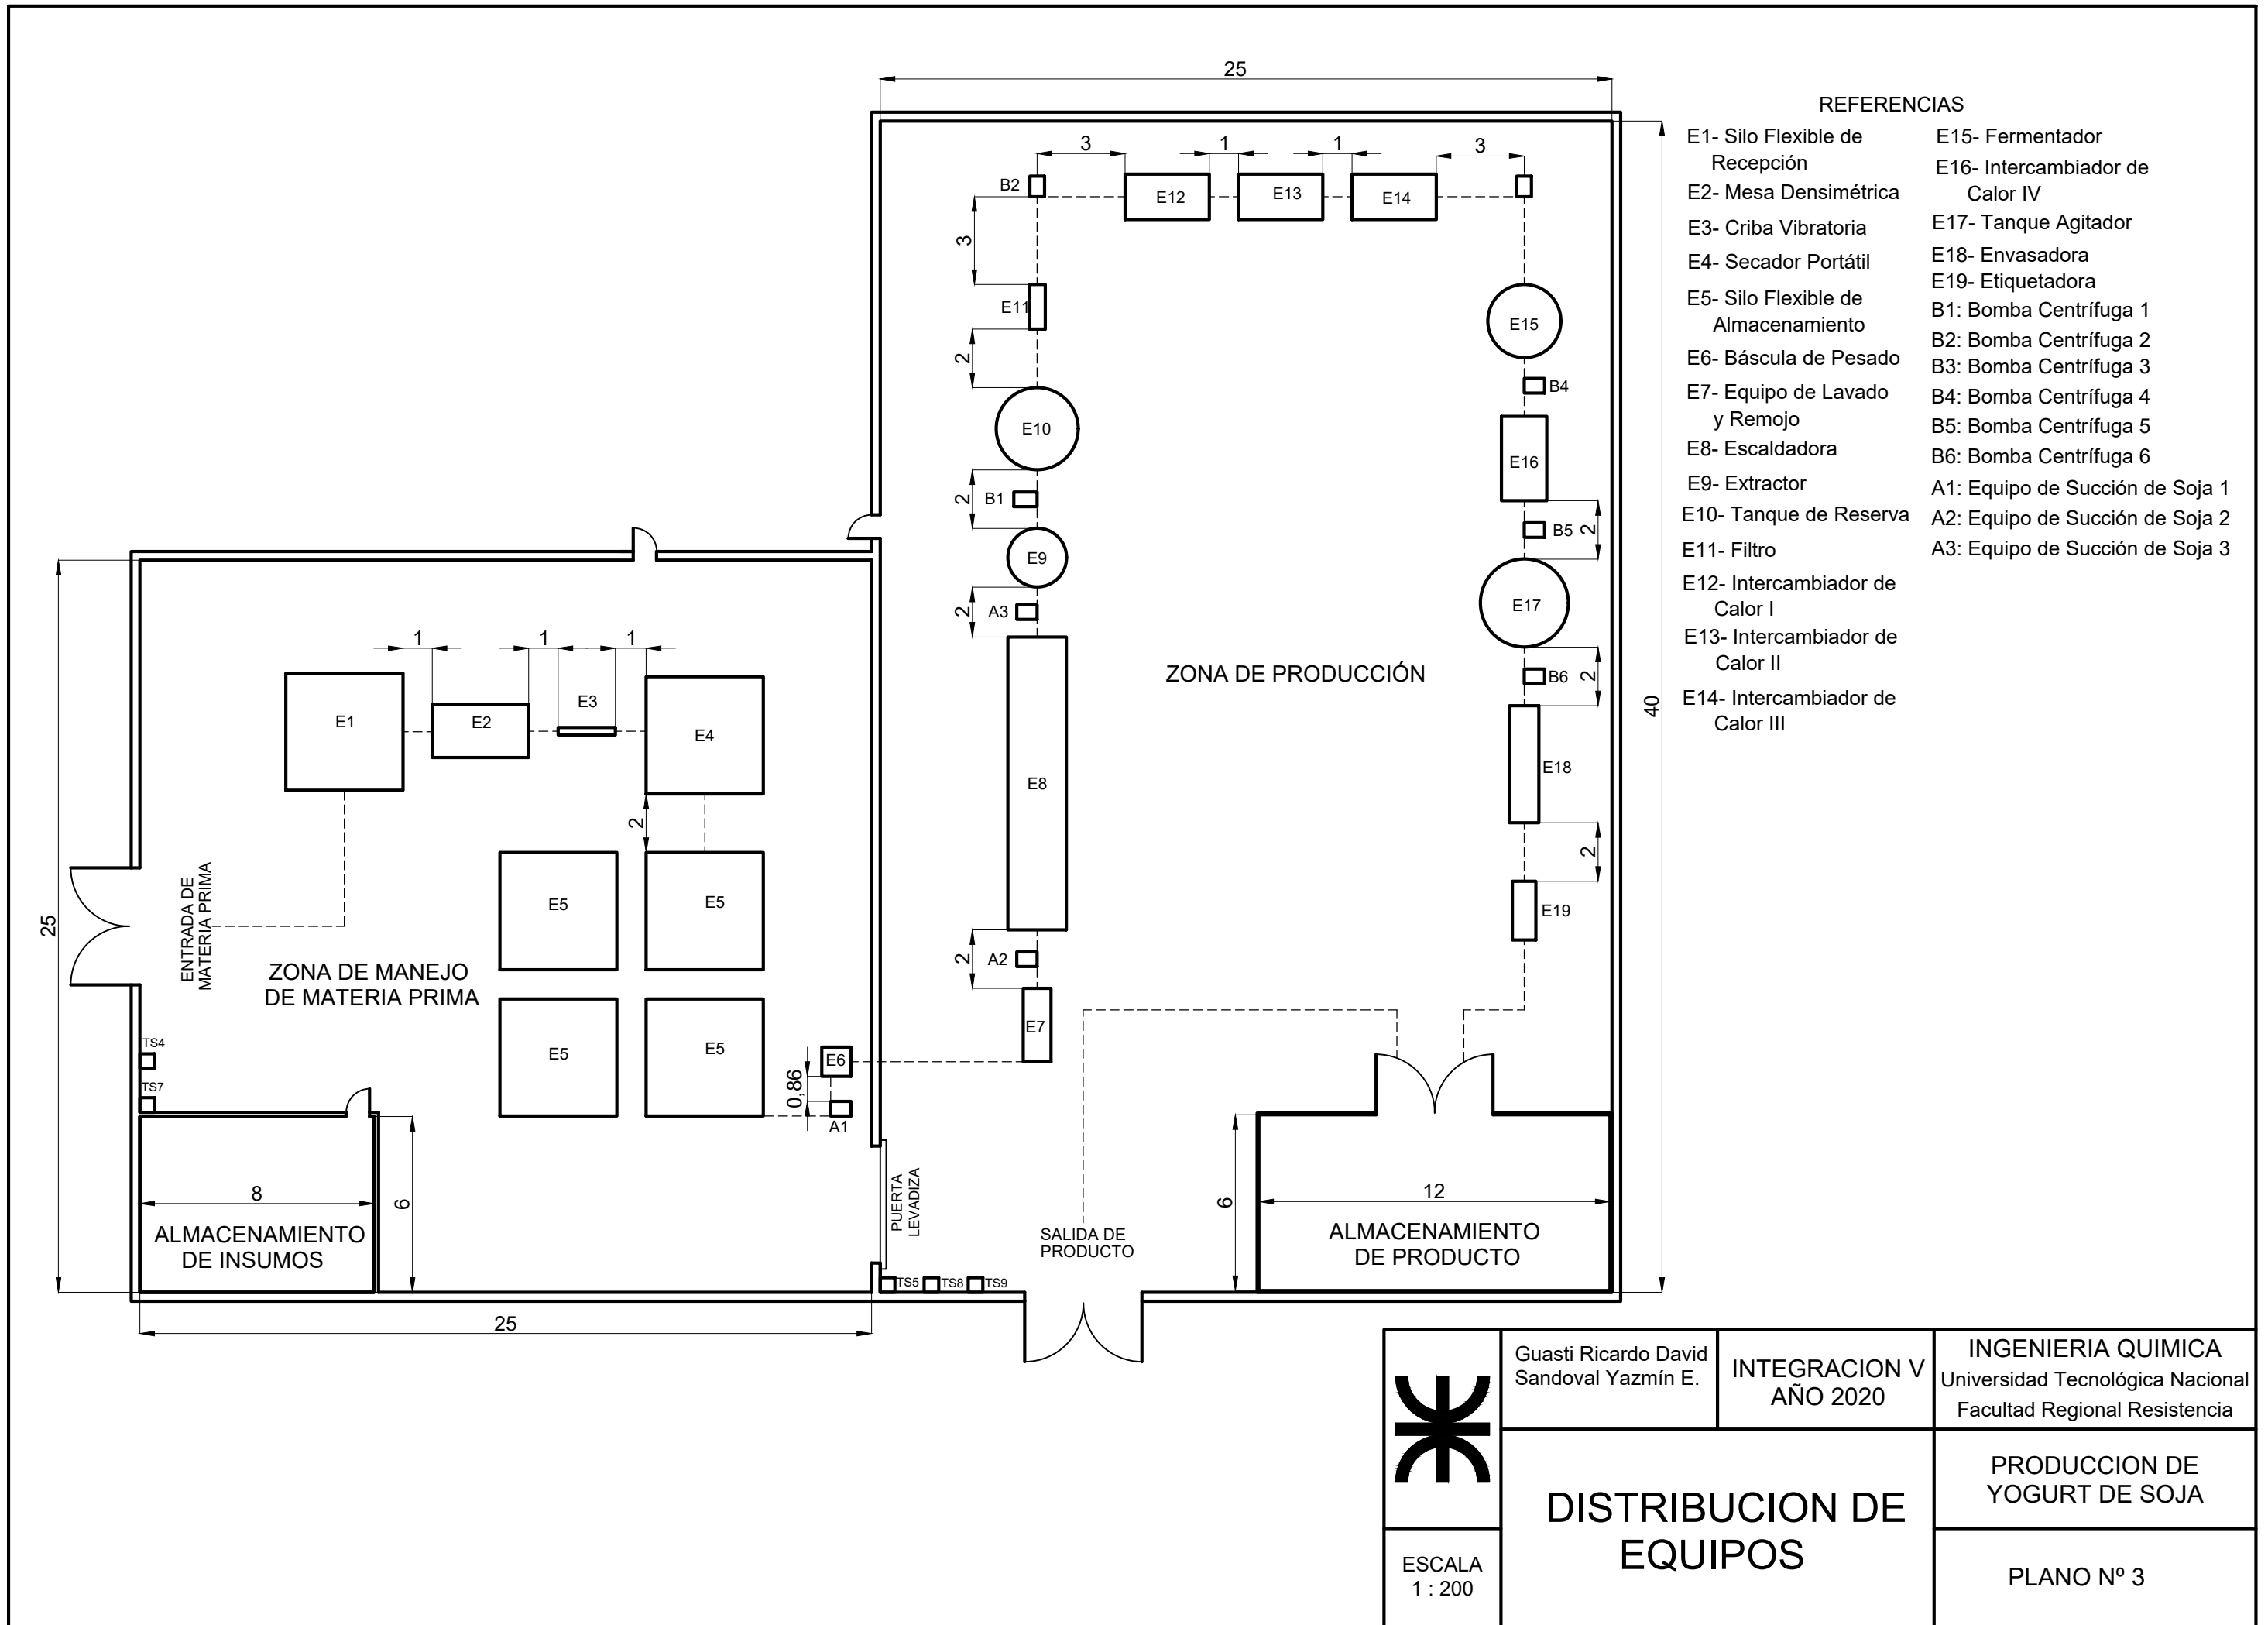 25
REFERENCIAS
E1- Silo Flexible de
Recepción
E2- Mesa Densimétrica
E3- Criba Vibratoria
E4- Secador Portátil
E5- Silo Flexible de
Almacenamiento
E6- Báscula de Pesado
E7- Equipo de Lavado
y Remojo
E8- Escaldadora
E9- Extractor
E10- Tanque de Reserva
E11- Filtro
E12- Intercambiador de
Calor I
E13- Intercambiador de
Calor II
E14- Intercambiador de
Calor III
E15- Fermentador
E16- Intercambiador de
Calor IV
E17- Tanque Agitador
E18- Envasadora
E19- Etiquetadora
B1: Bomba Centrífuga 1
B2: Bomba Centrífuga 2
B3: Bomba Centrífuga 3
B4: Bomba Centrífuga 4
B5: Bomba Centrífuga 5
B6: Bomba Centrífuga 6
A1: Equipo de Succión de Soja 1
A2: Equipo de Succión de Soja 2
A3: Equipo de Succión de Soja 3
3
1
1
3
B2
E12
E13
E14
3
E11
2
E10
2
B1
E9
2
A3
E8
2
A2
E7
E15
B4
E16
B5
2
E17
B6
2
E18
2
E19
40
ZONA DE PRODUCCIÓN
1
1
1
E1
E2
E3
E4
2
E5
E5
E5
E5
E6
0,86
A1
25
ENTRADA DE
MATERIA PRIMA
ZONA DE MANEJO
DE MATERIA PRIMA
TS4
TS7
8
6
ALMACENAMIENTO
DE INSUMOS
25
PUERTA
LEVADIZA
TS5
TS8
TS9
SALIDA DE
PRODUCTO
6
12
ALMACENAMIENTO
DE PRODUCTO
Guasti Ricardo David
Sandoval Yazmín E.
INTEGRACION V
AÑO 2020
INGENIERIA QUIMICA
Universidad Tecnológica Nacional
Facultad Regional Resistencia
DISTRIBUCION DE
EQUIPOS
PRODUCCION DE
YOGURT DE SOJA
ESCALA
1 : 200
PLANO Nº 3